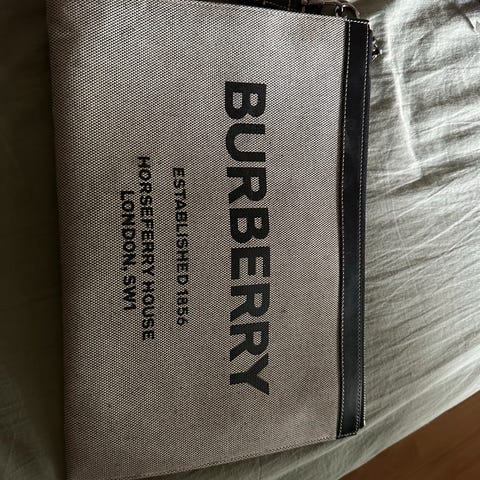 BURBERRY
ESTABLISHED 1856
HORSEFERRY HOUSE
LONDON, SW1